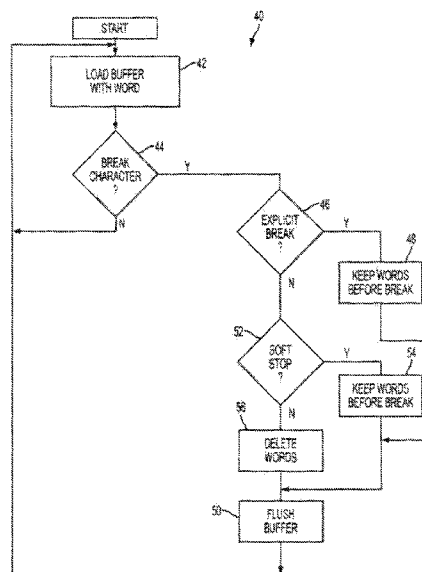 START
40
LOAD BUFFER
WITH WORD
42
BREAK
CHARACTER
?
44
Y
N
EXPLICIT
BREAK
?
46
Y
N
KEEP WORDS
BEFORE BREAK
48
SOFT
STOP
?
52
Y
N
KEEP WORDS
BEFORE BREAK
54
DELETE
WORDS
56
FLUSH
BUFFER
50